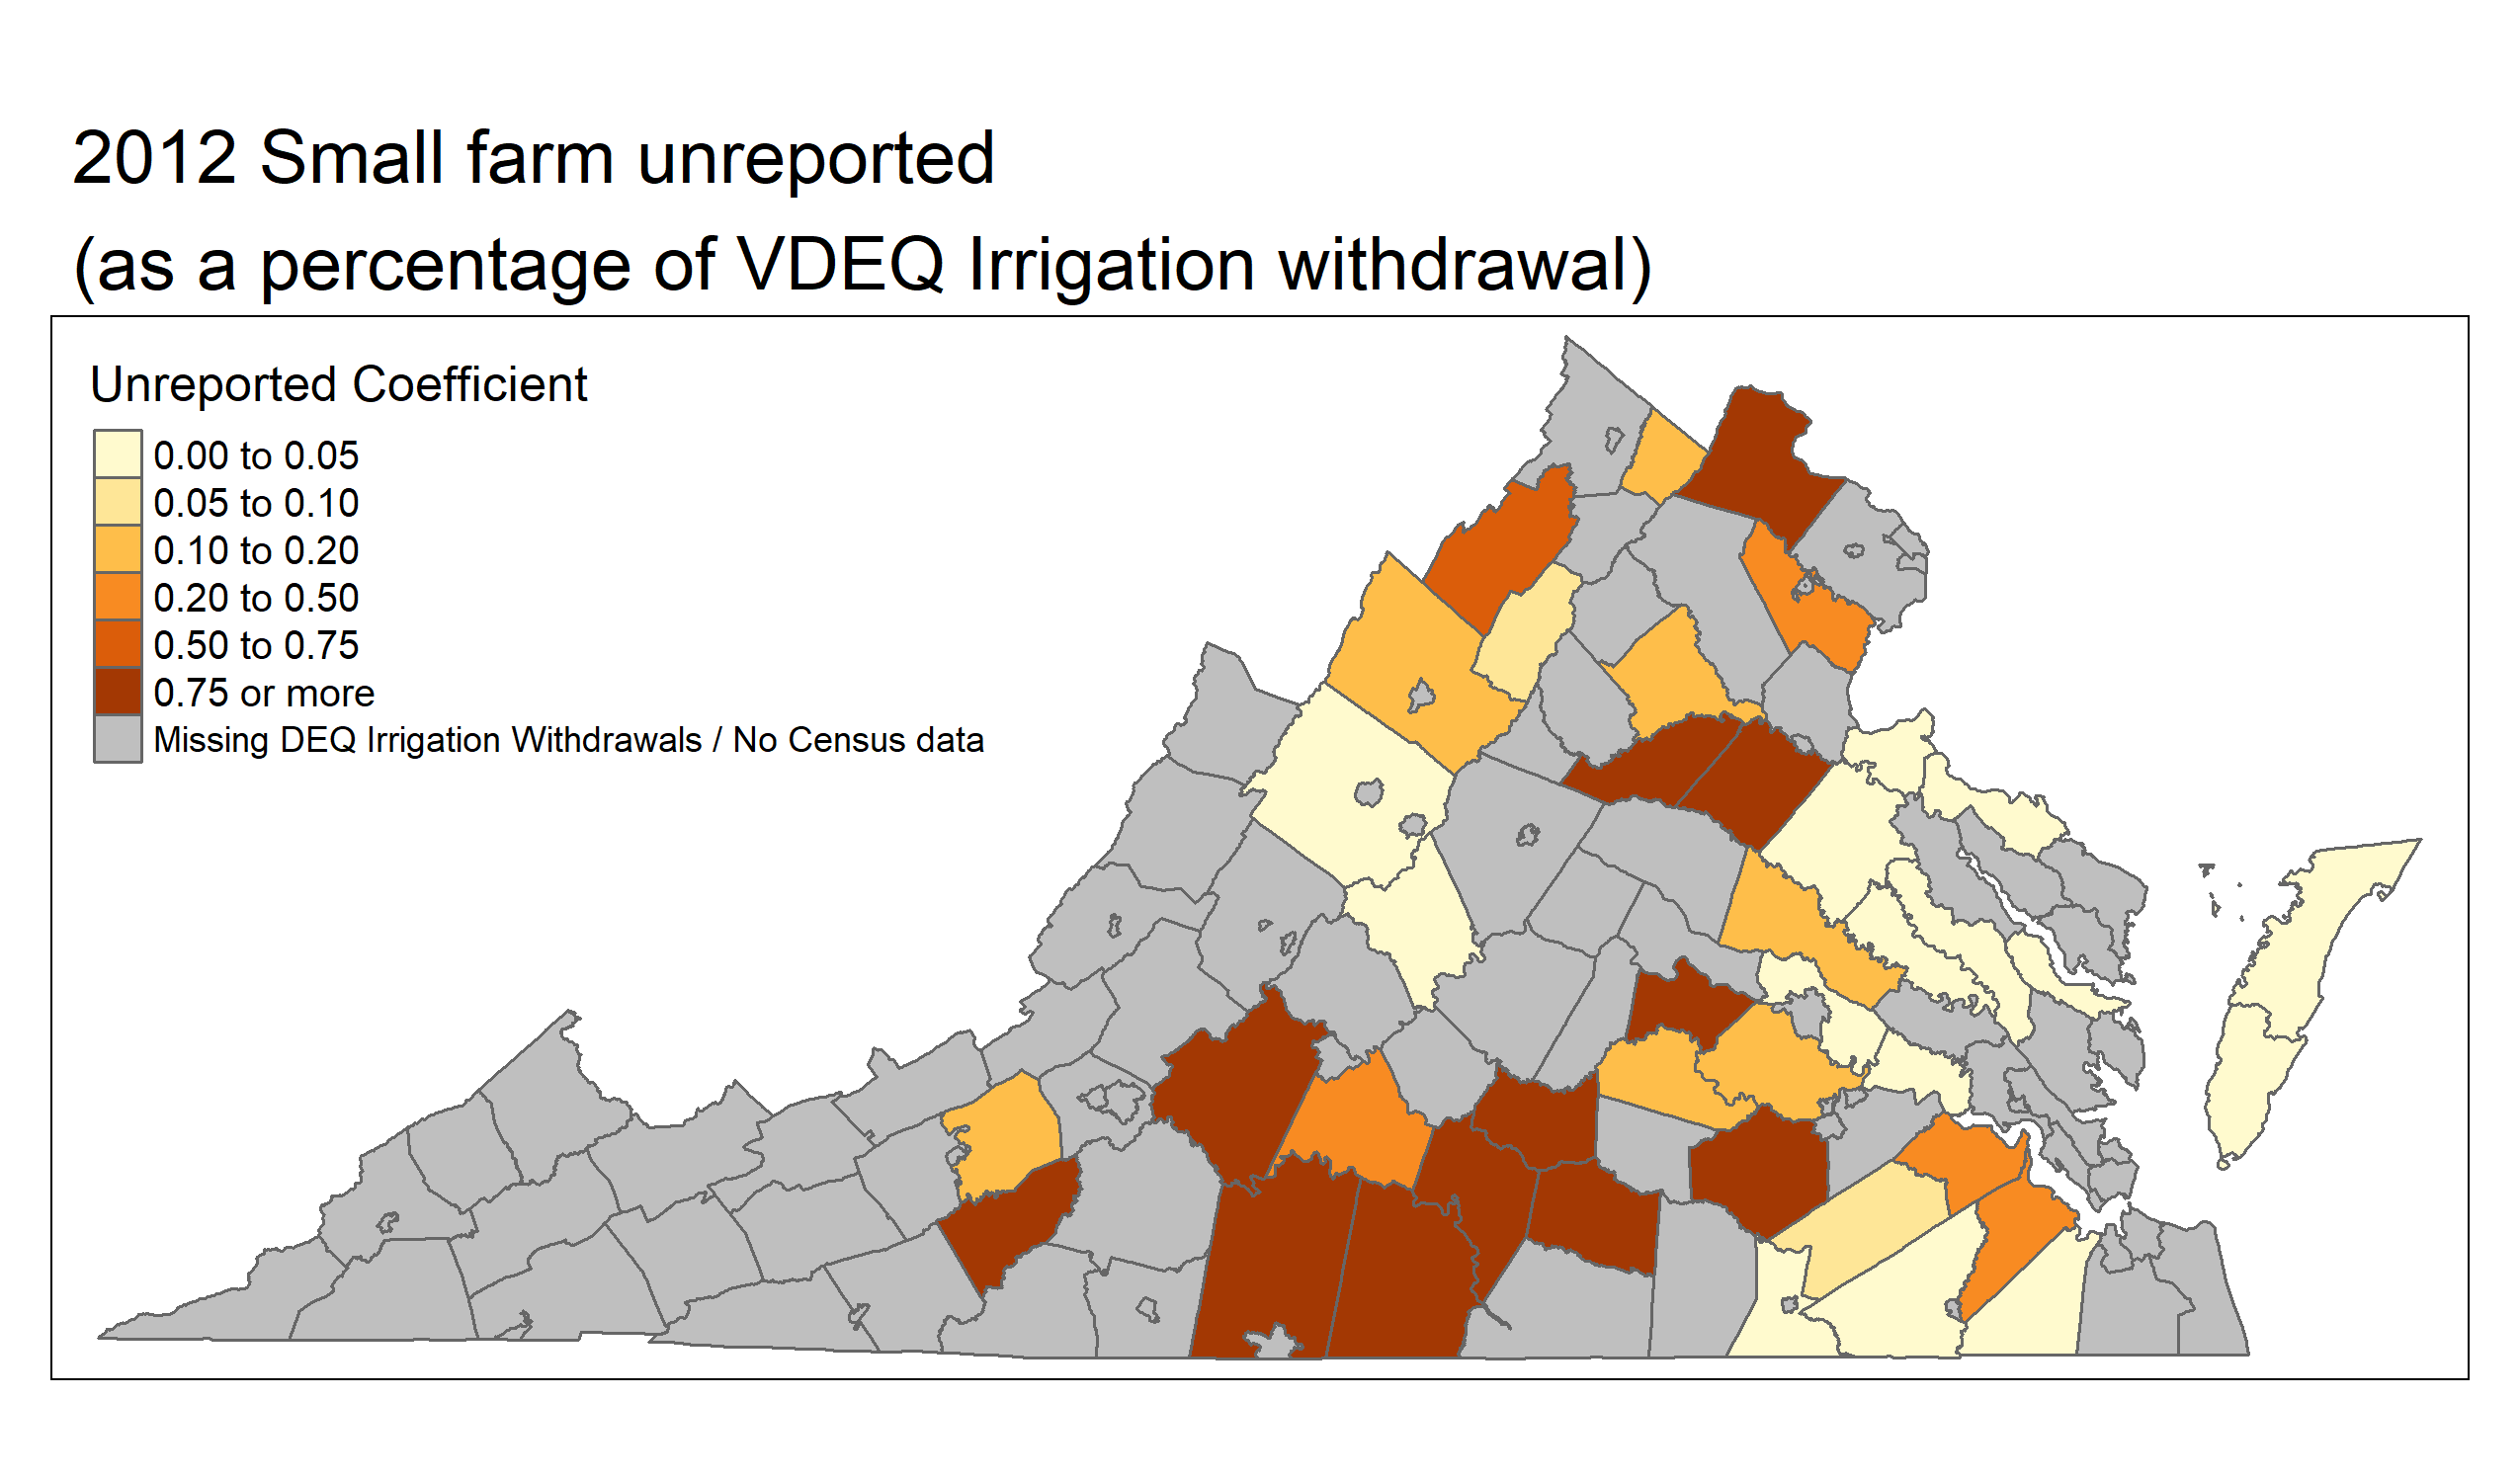 2012 Small farm unreported
(as a percentage of VDEQ Irrigation withdrawal)
Unreported Coefficient
0.00 to 0.05
0.05 to 0.10
0.10 to 0.20
0.20 to 0.50
0.50 to 0.75
0.75 or more
Missing DEQ Irrigation Withdrawals / No Census data